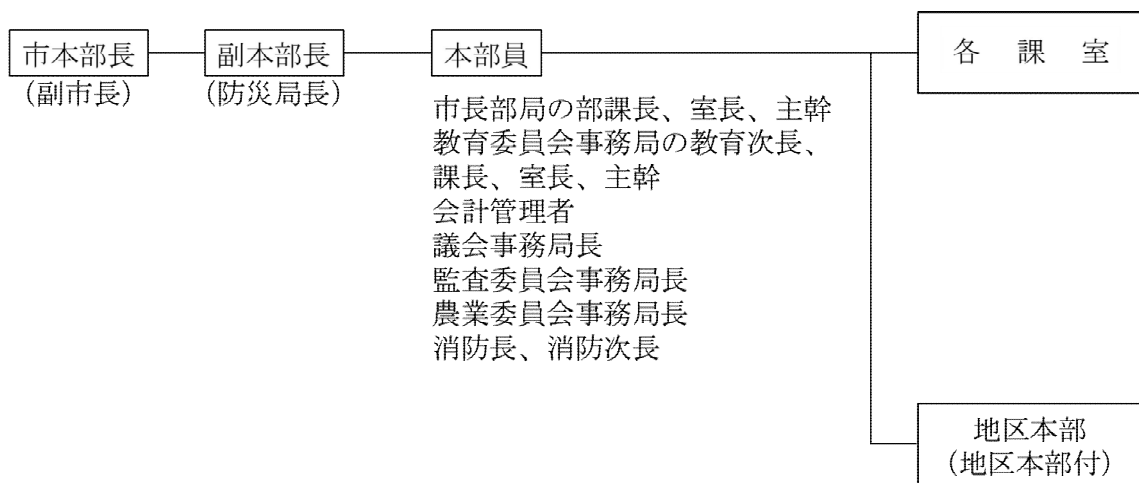 市本部長
(副市長)
副本部長
(防災局長)
本部員
市長部局の部課長、室長、主幹
教育委員会事務局の教育次長、
課長、室長、主幹
会計管理者
議会事務局長
監査委員会事務局長
農業委員会事務局長
消防長、消防次長
各　課　室
地区本部
(地区本部付)